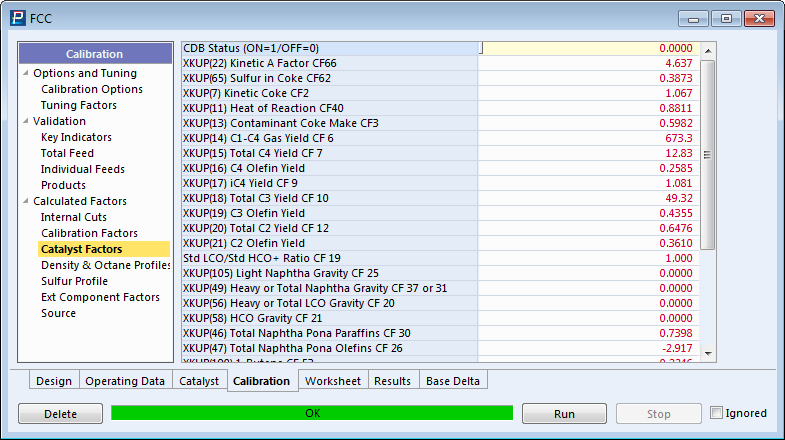 FCC
Calibration
Options and Tuning
Calibration Options
Tuning Factors
Validation
Key Indicators
Total Feed
Individual Feeds
Products
Calculated Factors
Internal Cuts
Calibration Factors
Catalyst Factors
Density & Octane Profiles
Sulfur Profile
Ext Component Factors
Source
CDB Status (ON=1/OFF=0) 0.0000
XKUP(22) Kinetic A Factor CF66 4.637
XKUP(65) Sulfur in Coke CF62 0.3873
XKUP(7) Kinetic Coke CF2 1.067
XKUP(11) Heat of Reaction CF40 0.8811
XKUP(13) Contaminant Coke Make CF3 0.5982
XKUP(14) C1-C4 Gas Yield CF 6 673.3
XKUP(15) Total C4 Yield CF 7 12.83
XKUP(16) C4 Olefin Yield 0.2585
XKUP(17) iC4 Yield CF 9 1.081
XKUP(18) Total C3 Yield CF 10 49.32
XKUP(19) C3 Olefin Yield 0.4355
XKUP(20) Total C2 Yield CF 12 0.6476
XKUP(21) C2 Olefin Yield 0.3610
Std LCO/Std HCO+ Ratio CF 19 1.000
XKUP(105) Light Naphtha Gravity CF 25 0.0000
XKUP(49) Heavy or Total Naphtha Gravity CF 37 or 31 0.0000
XKUP(56) Heavy or Total LCO Gravity CF 20 0.0000
XKUP(58) HCO Gravity CF 21 0.0000
XKUP(46) Total Naphtha Pona Paraffins CF 30 0.7398
XKUP(47) Total Naphtha Pona Olefins CF 26 -2.917
Design Operating Data Catalyst Calibration Worksheet Results Base Delta
Delete OK Run Stop Ignored